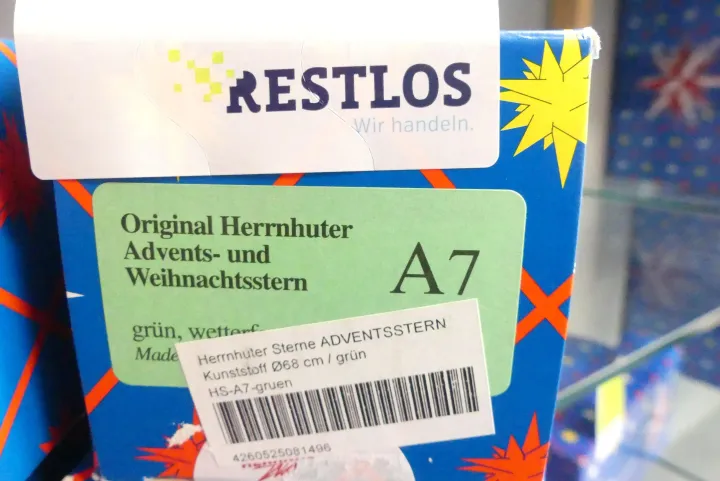 RESTLOS
Wir handeln.
Original Herrnhuter
Advents- und
Weihnachtsstern
A7
grün,
Made
Herrnhuter Sterne ADVENTSSTERN
Kunststoff Ø68 cm / grün
HS-A7-gruen
4260525081496